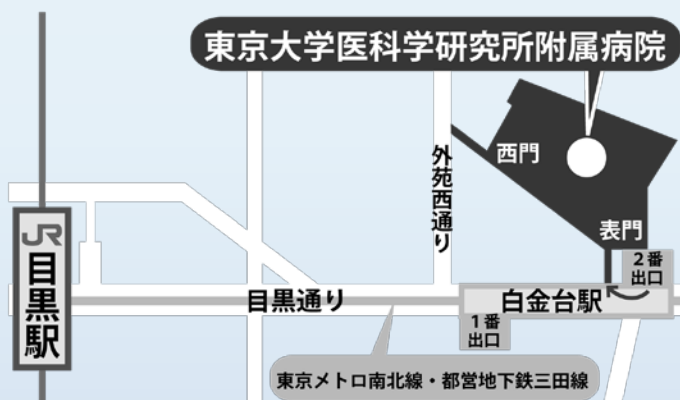 東京大学医科学研究所附属病院
西門
外苑西通り
表門
2番
出口
JR
目黒駅
目黒通り
白金台駅
1番
出口
東京メトロ南北線・都営地下鉄三田線